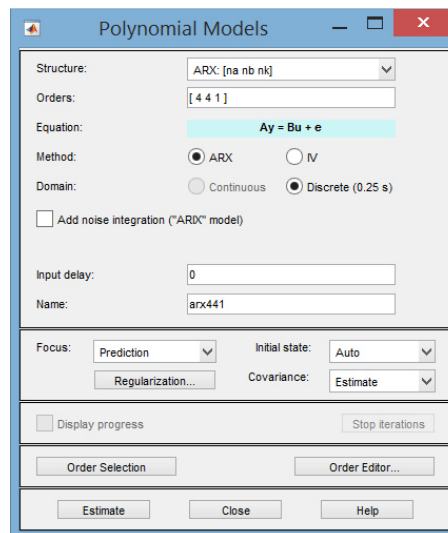 Polynomial Models
Structure: ARX: [na nb nk]
Orders: [ 4 4 1 ]
Equation: Ay = Bu + e
Method: ARX IV
Domain: Continuous Discrete (0.25 s)
Add noise integration ("ARIX" model)
Input delay: 0
Name: arx441
Focus: Prediction Initial state: Auto
Regularization... Covariance: Estimate
Display progress Stop iterations
Order Selection Order Editor...
Estimate Close Help